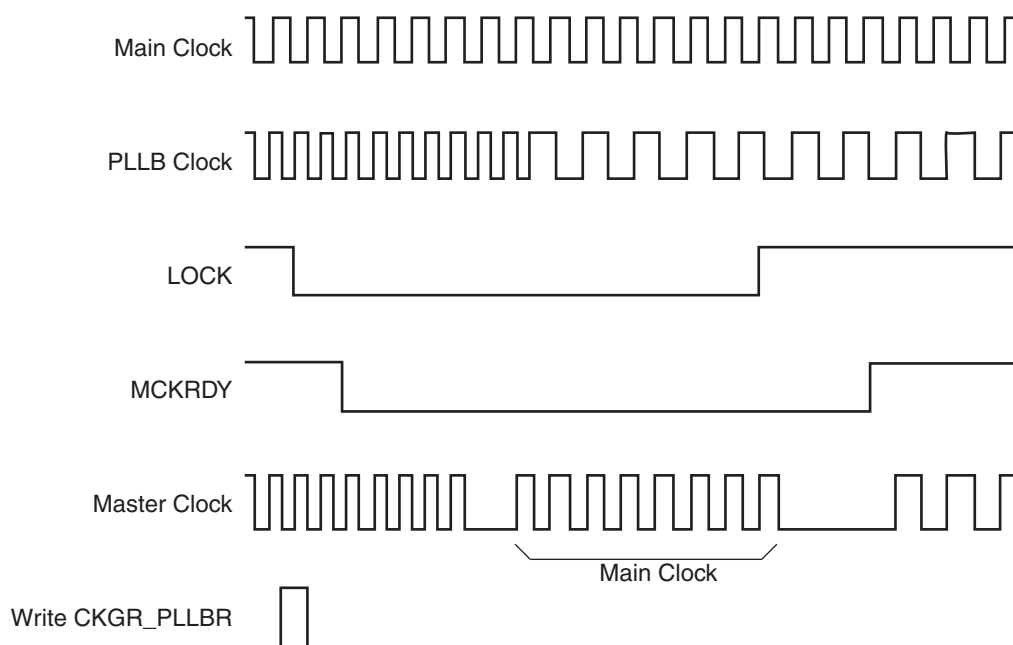 Main Clock
PLLB Clock
LOCK
MCKRDY
Master Clock
Main Clock
Write CKGR_PLLBR